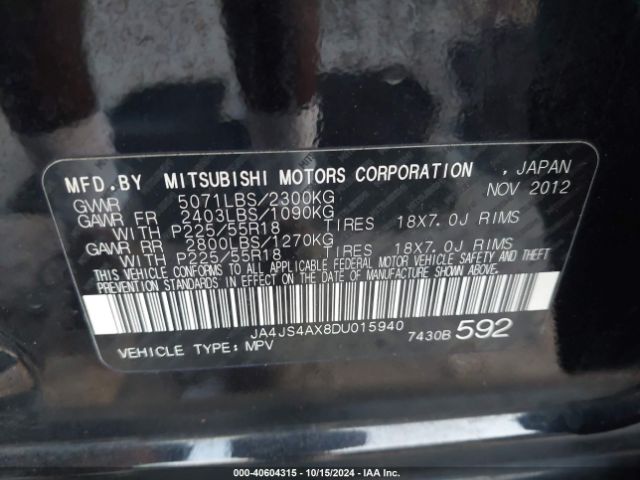 MFD.BY MITSUBISHI MOTORS CORPORATION , JAPAN
GVWR 5071LBS/2300KG NOV 2012
GAWR FR 2403LBS/1090KG
WITH P225/55R18 TIRES 18X7.0J RIMS
GAWR RR 2800LBS/1270KG
WITH P225/55R18 TIRES 18X7.0J RIMS
THIS VEHICLE CONFORMS TO ALL APPLICABLE FEDERAL MOTOR VEHICLE SAFETY AND THEFT
PREVENTION STANDARDS IN EFFECT ON THE DATE OF MANUFACTURE SHOWN ABOVE.
JA4JS4AX8DU015940 7430B 592
VEHICLE TYPE: MPV
000-40604315 - 10/15/2024 - IAA Inc.